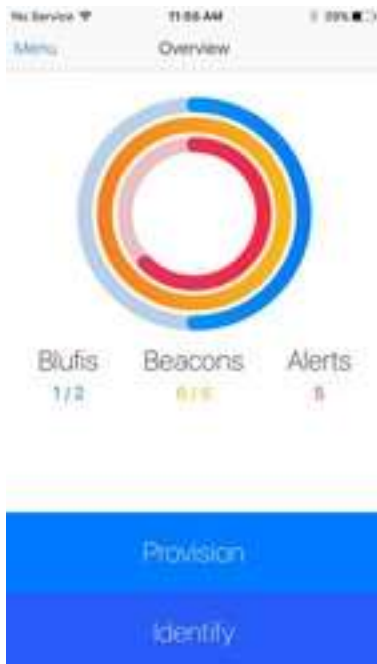 No Service
Menu
Overview
Blufis
Beacons
Alerts
1 / 2
Provision
Identify